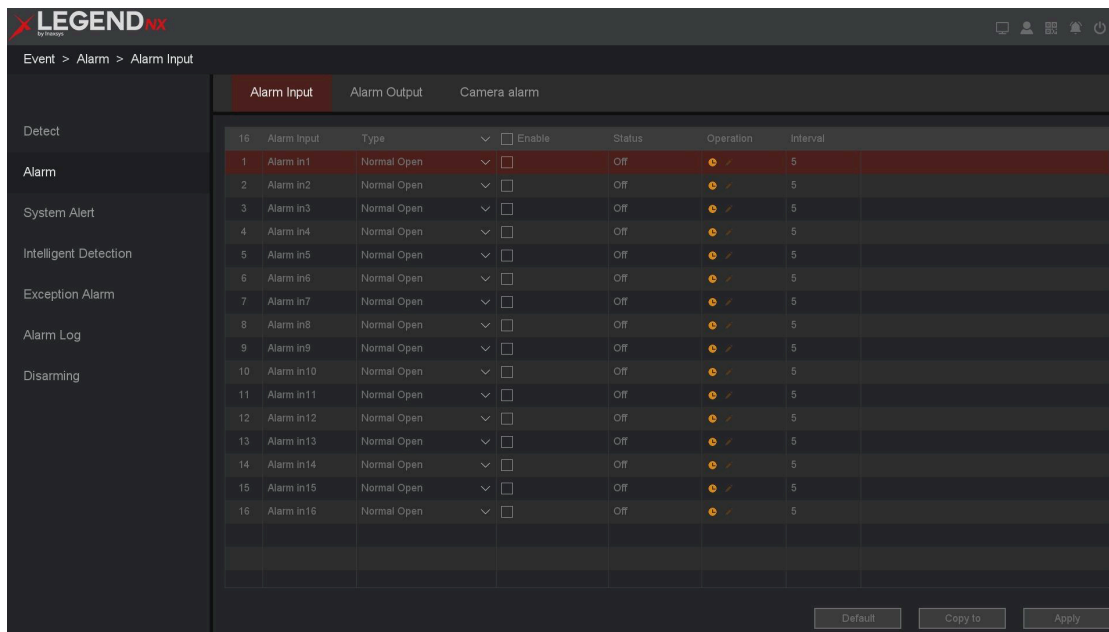 LEGEND NX
by Inaxsys
Event > Alarm > Alarm Input
Alarm Input Alarm Output Camera alarm
Detect
Alarm
System Alert
Intelligent Detection
Exception Alarm
Alarm Log
Disarming
16 Alarm Input Type Enable Status Operation Interval
1 Alarm in1 Normal Open Off 5
2 Alarm in2 Normal Open Off 5
3 Alarm in3 Normal Open Off 5
4 Alarm in4 Normal Open Off 5
5 Alarm in5 Normal Open Off 5
6 Alarm in6 Normal Open Off 5
7 Alarm in7 Normal Open Off 5
8 Alarm in8 Normal Open Off 5
9 Alarm in9 Normal Open Off 5
10 Alarm in10 Normal Open Off 5
11 Alarm in11 Normal Open Off 5
12 Alarm in12 Normal Open Off 5
13 Alarm in13 Normal Open Off 5
14 Alarm in14 Normal Open Off 5
15 Alarm in15 Normal Open Off 5
16 Alarm in16 Normal Open Off 5
Default Copy to Apply